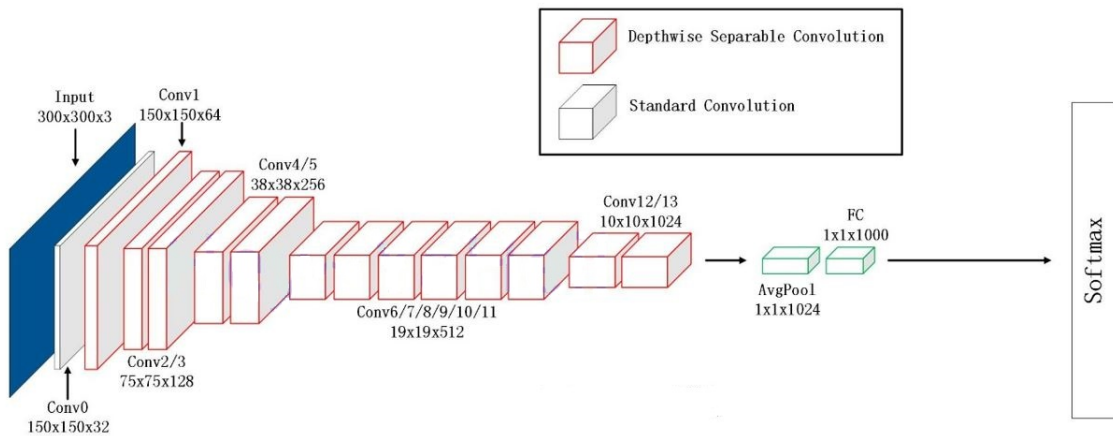 Depthwise Separable Convolution
Standard Convolution
Input
300x300x3
Conv1
150x150x64
Conv4/5
38x38x256
Conv12/13
10x10x1024
FC
1x1x1000
AvgPool
1x1x1024
Conv6/7/8/9/10/11
19x19x512
Conv2/3
75x75x128
Conv0
150x150x32
Softmax